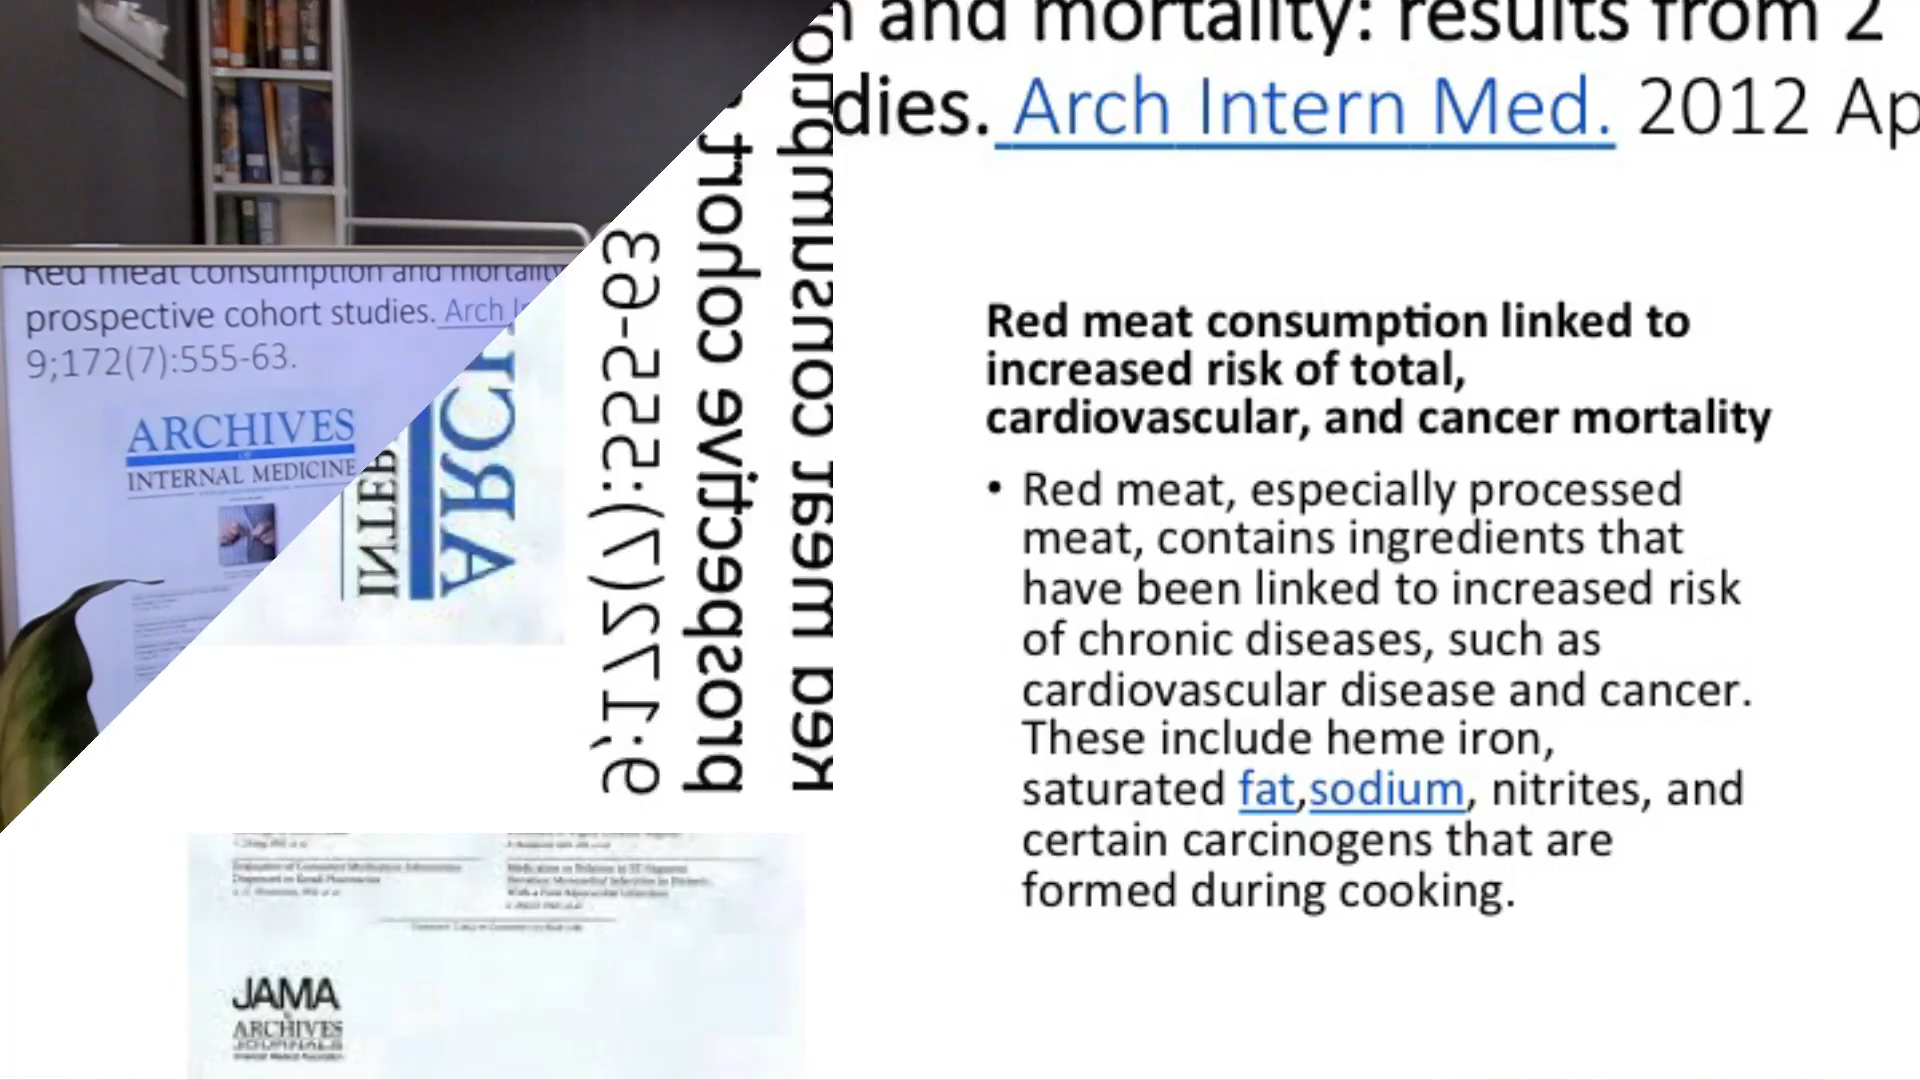 Red meat consumption and mortality
prospective cohort studies. Arch I
9;172(7):555-63.
ARCHIVES
OF
INTERNAL MEDICINE
ARCH
INTER
9;172(7):555-63
prospective cohort
Red meat consumption
n and mortality: results from 2
dies. Arch Intern Med. 2012 Ap
Red meat consumption linked to
increased risk of total,
cardiovascular, and cancer mortality
• Red meat, especially processed
meat, contains ingredients that
have been linked to increased risk
of chronic diseases, such as
cardiovascular disease and cancer.
These include heme iron,
saturated fat,sodium, nitrites, and
certain carcinogens that are
formed during cooking.
JAMA
&
ARCHIVES
JOURNALS